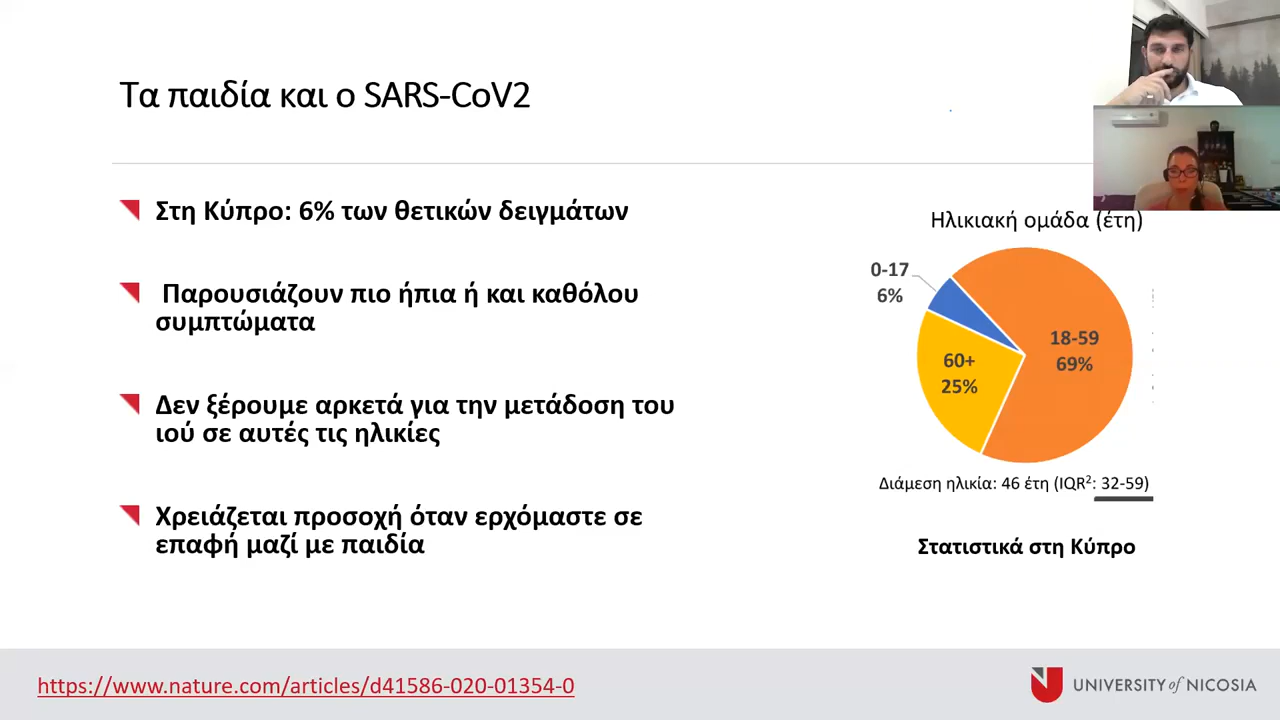 Τα παιδία και ο SARS-CoV2
Στη Κύπρο: 6% των θετικών δειγμάτων
Παρουσιάζουν πιο ήπια ή και καθόλου
συμπτώματα
Δεν ξέρουμε αρκετά για την μετάδοση του
ιού σε αυτές τις ηλικίες
Χρειάζεται προσοχή όταν ερχόμαστε σε
επαφή μαζί με παιδία
Ηλικιακή ομάδα (έτη)
0-17
6%
18-59
69%
60+
25%
Διάμεση ηλικία: 46 έτη (IQR²: 32-59)
Στατιστικά στη Κύπρο
https://www.nature.com/articles/d41586-020-01354-0
UNIVERSITY of NICOSIA